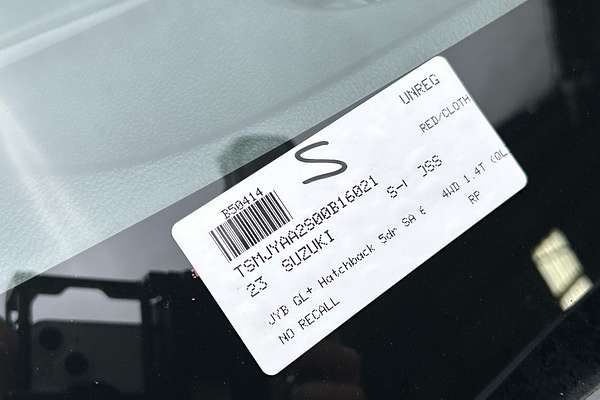 UNREG
S
RED/CLOTH
B50414
TSMJYAA2S00B16021
S-1 JSS
23 SUZUKI
JYB GL+ Hatchback 5dr SA 6 4WD 1.4T COL
RP
NO RECALL